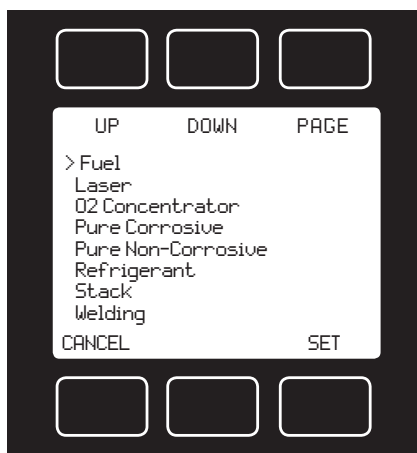 UP DOWN PAGE
> Fuel
Laser
O2 Concentrator
Pure Corrosive
Pure Non-Corrosive
Refrigerant
Stack
Welding
CANCEL SET